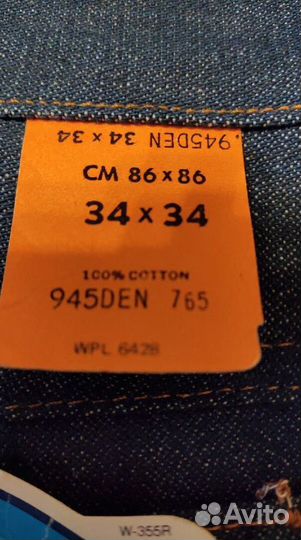 945DEN 34 x 34
CM 86 x 86
34 x 34
100% COTTON
945DEN 765
WPL 6428
W-355R
Avito